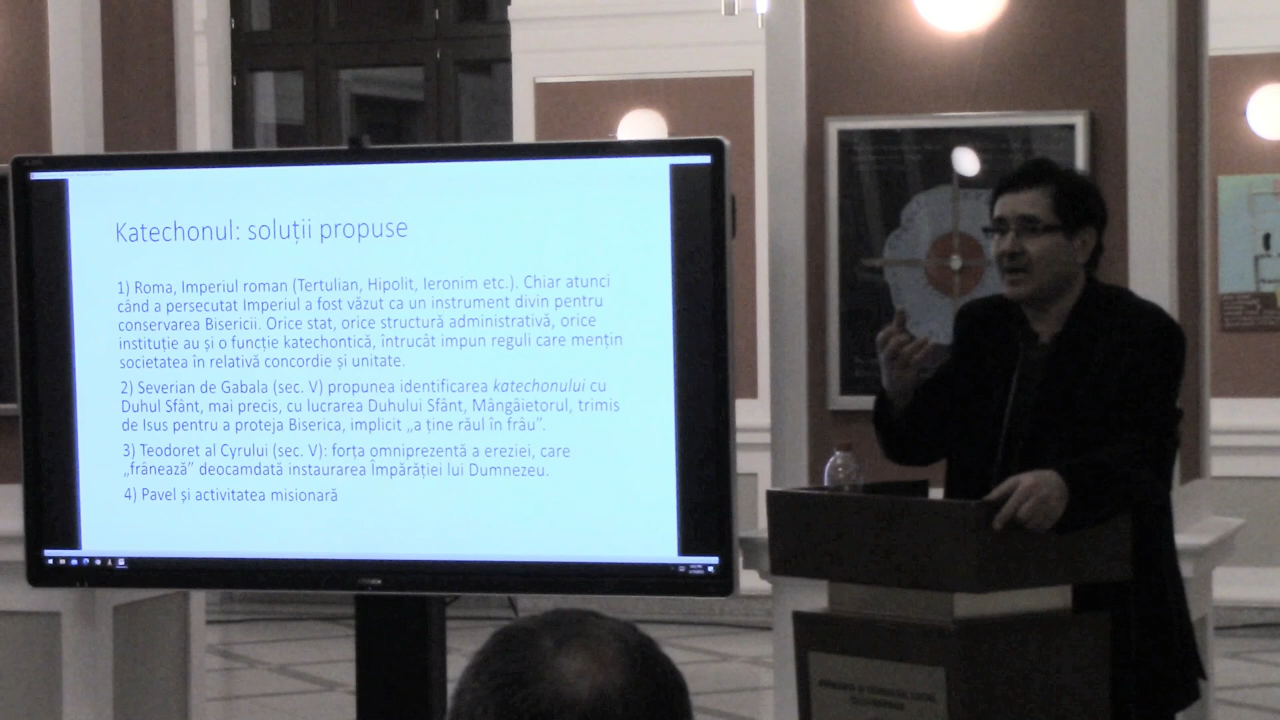 Katechonul: soluții propuse
1) Roma, Imperiul roman (Tertulian, Hipolit, Ieronim etc.). Chiar atunci
când a persecutat Imperiul a fost văzut ca un instrument divin pentru
conservarea Bisericii. Orice stat, orice structură administrativă, orice
instituție au și o funcție katechontică, întrucât impun reguli care mențin
societatea în relativă concordie și unitate.
2) Severian de Gabala (sec. V) propunea identificarea katechonului cu
Duhul Sfânt, mai precis, cu lucrarea Duhului Sfânt, Mângâietorul, trimis
de Isus pentru a proteja Biserica, implicit „a ține răul în frâu”.
3) Teodoret al Cyrului (sec. V): forța omniprezentă a ereziei, care
„frânează” deocamdată instaurarea Împărăției lui Dumnezeu.
4) Pavel și activitatea misionară